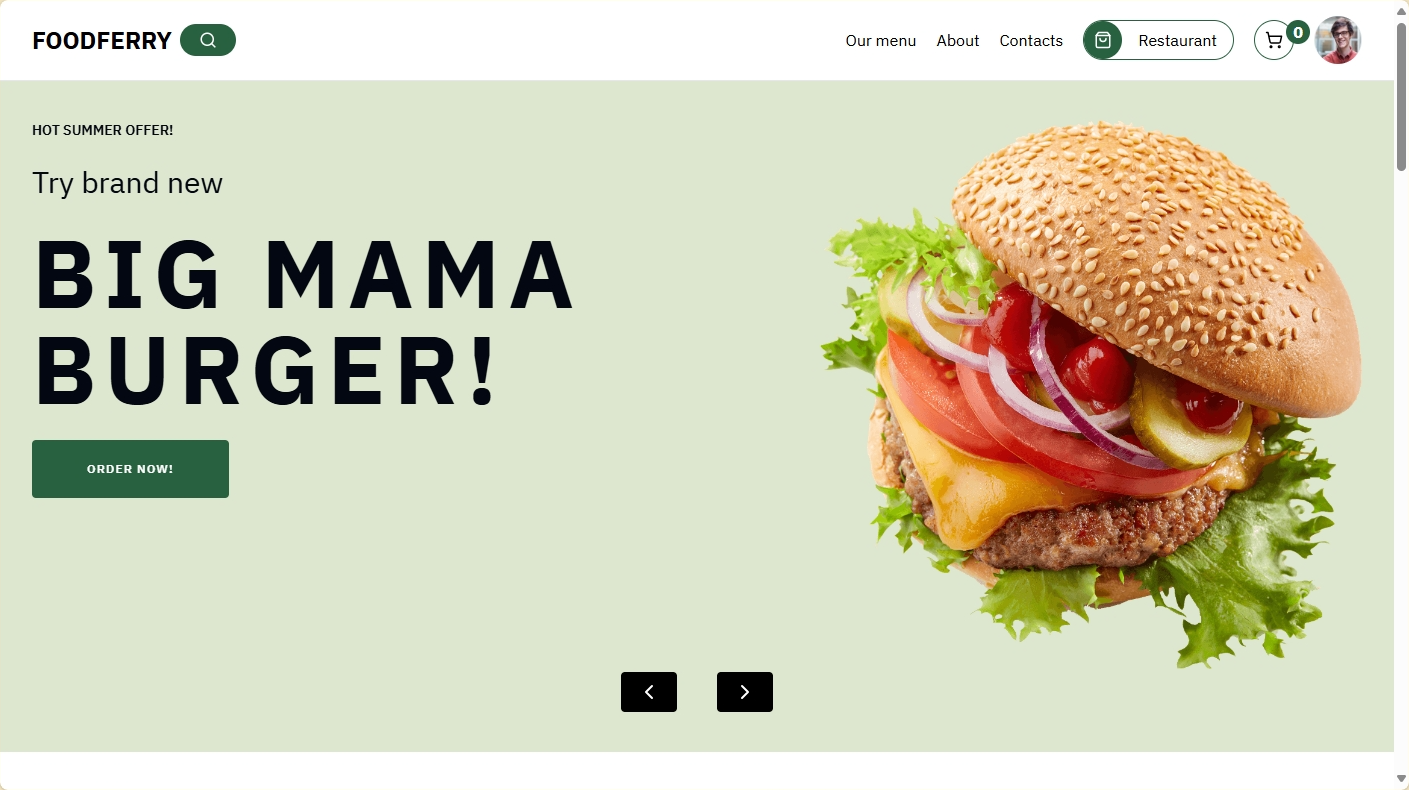 FOODFERRY
Our menu
About
Contacts
Restaurant
0
HOT SUMMER OFFER!
Try brand new
BIG MAMA
BURGER!
ORDER NOW!